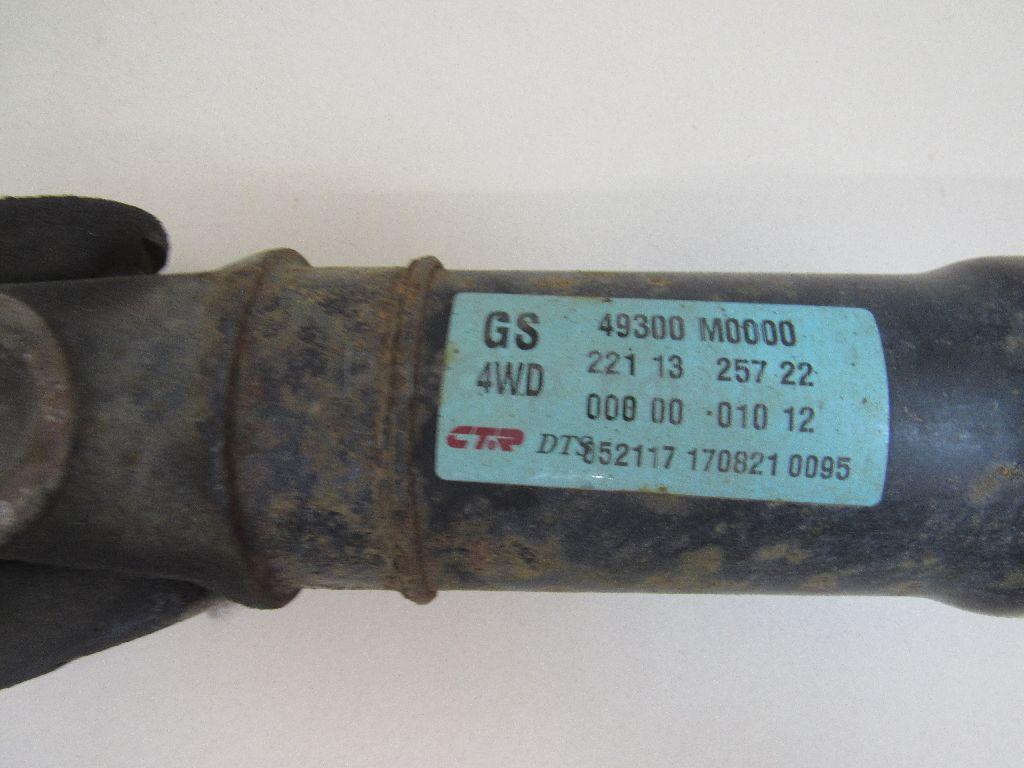 GS 49300 M0000
4WD 221 13 257 22
000 00 010 12
CTR DTS 852117 170821 0095